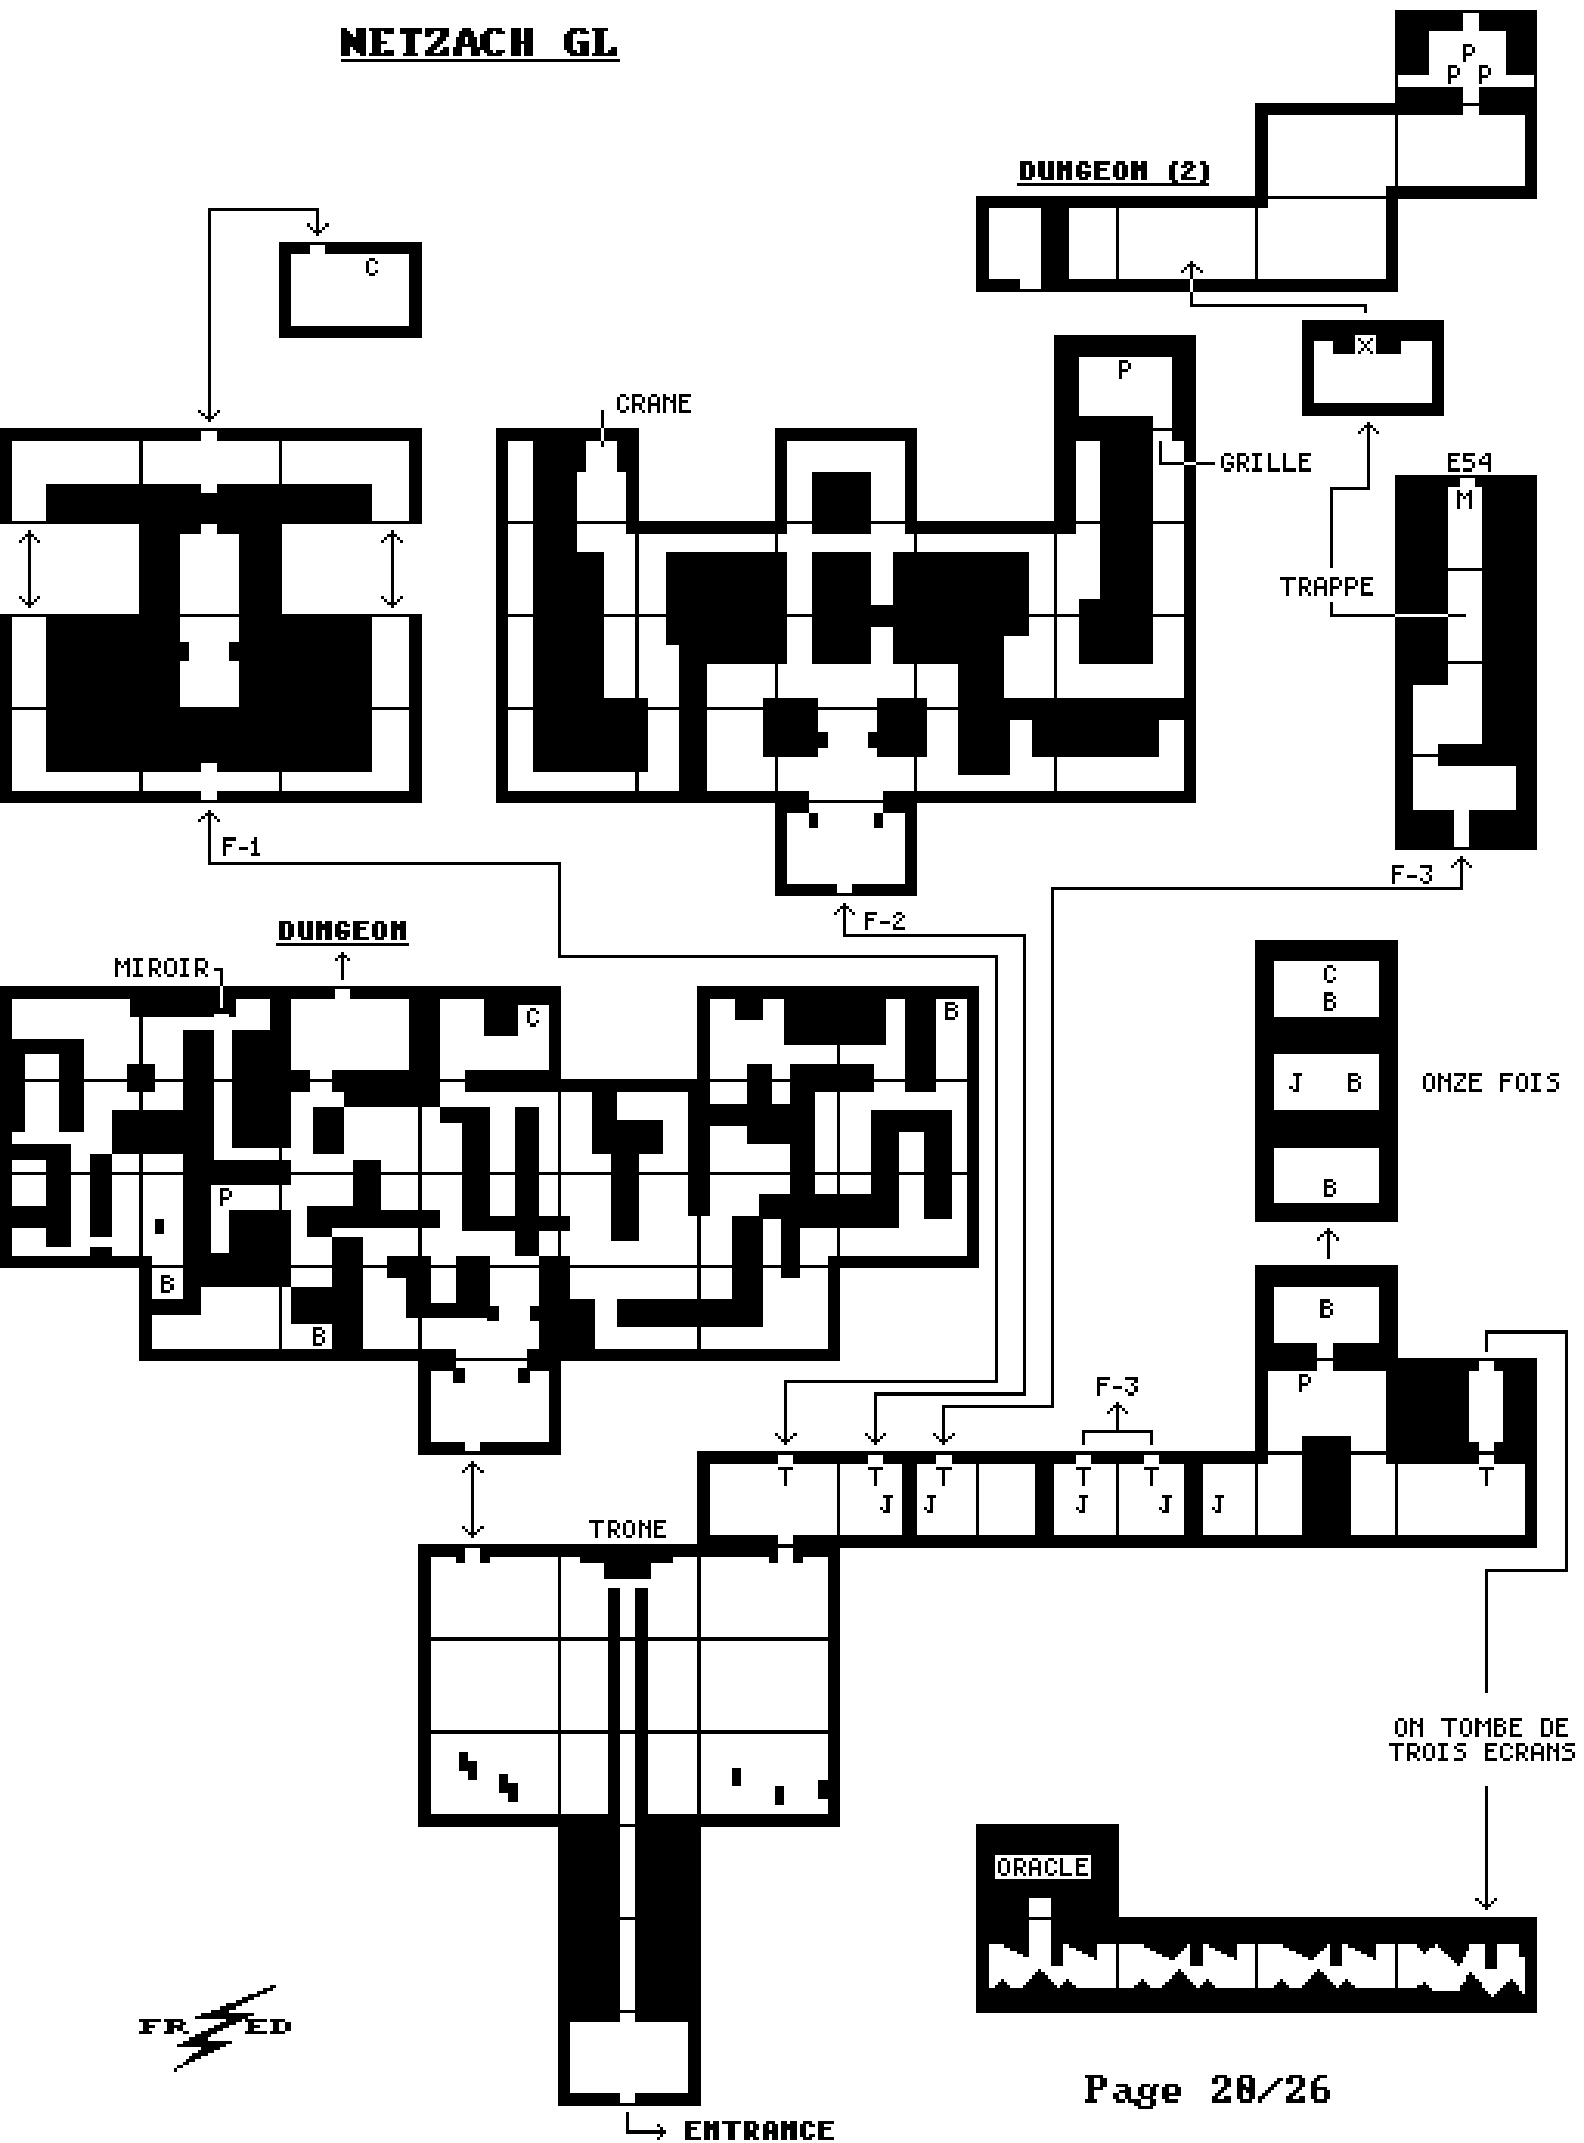 NETZACH GL
P
P P
DUNGEON (2)
C
X
P
CRANE
GRILLE
E54
M
TRAPPE
F-1
F-3
F-2
DUNGEON
MIROIR
C
B
C
B
J B
ONZE FOIS
B
P
B
B
B
P
F-3
T
T
T
T
T
T
J
J
J
J
J
TRONE
ON TOMBE DE
TROIS ECRANS
ORACLE
FRED
Page 20/26
ENTRANCE